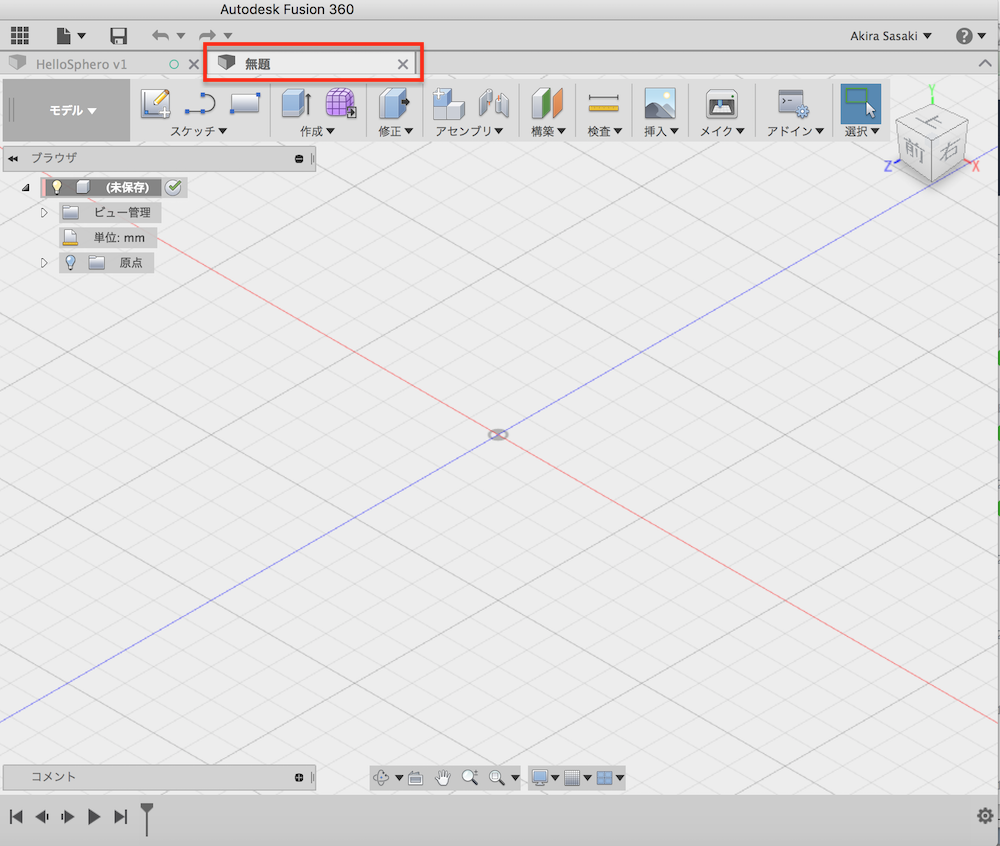 Autodesk Fusion 360
Akira Sasaki
HelloSphero v1
無題
モデル
スケッチ
作成
修正
アセンブリ
構築
検査
挿入
メイク
アドイン
選択
Y
上
前
右
Z
X
ブラウザ
(未保存)
ビュー管理
単位: mm
原点
コメント